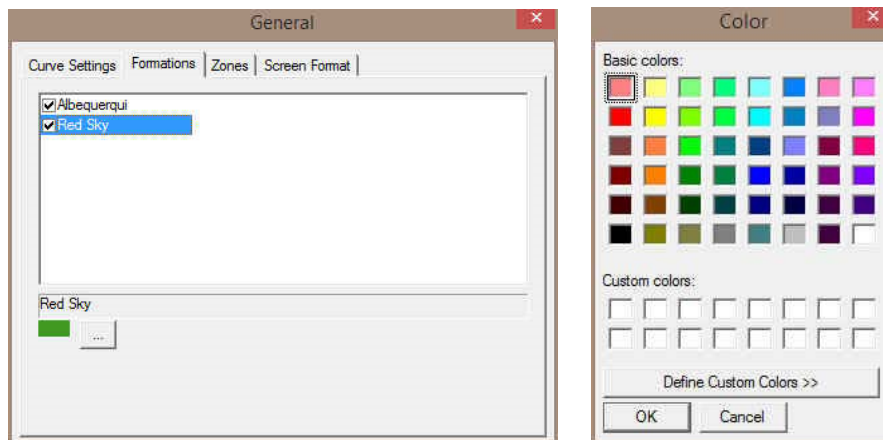 General
Curve Settings Formations Zones Screen Format
Albequerqui
Red Sky
Red Sky
...
Color
Basic colors:
Custom colors:
Define Custom Colors >>
OK Cancel